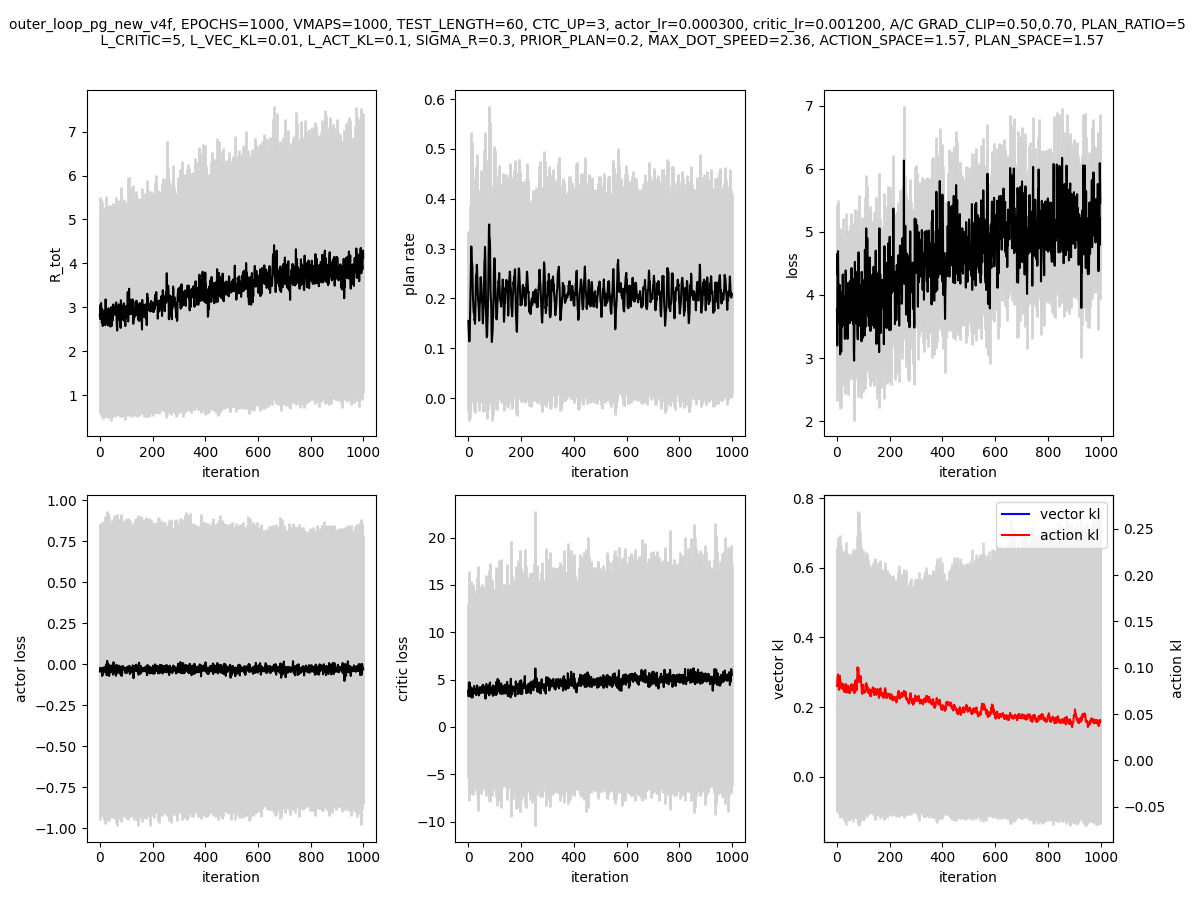 outer_loop_pg_new_v4f, EPOCHS=1000, VMAPS=1000, TEST_LENGTH=60, CTC_UP=3, actor_lr=0.000300, critic_lr=0.001200, A/C GRAD_CLIP=0.50,0.70, PLAN_RATIO=5
L_CRITIC=5, L_VEC_KL=0.01, L_ACT_KL=0.1, SIGMA_R=0.3, PRIOR_PLAN=0.2, MAX_DOT_SPEED=2.36, ACTION_SPACE=1.57, PLAN_SPACE=1.57
R_tot
7
6
5
4
3
2
1
0 200 400 600 800 1000
iteration
plan rate
0.6
0.5
0.4
0.3
0.2
0.1
0.0
0 200 400 600 800 1000
iteration
loss
7
6
5
4
3
2
0 200 400 600 800 1000
iteration
actor loss
1.00
0.75
0.50
0.25
0.00
−0.25
−0.50
−0.75
−1.00
0 200 400 600 800 1000
iteration
critic loss
20
15
10
5
0
−5
−10
0 200 400 600 800 1000
iteration
vector kl
0.8
0.6
0.4
0.2
0.0
vector kl
action kl
0.25
0.20
0.15
0.10
0.05
0.00
−0.05
action kl
0 200 400 600 800 1000
iteration